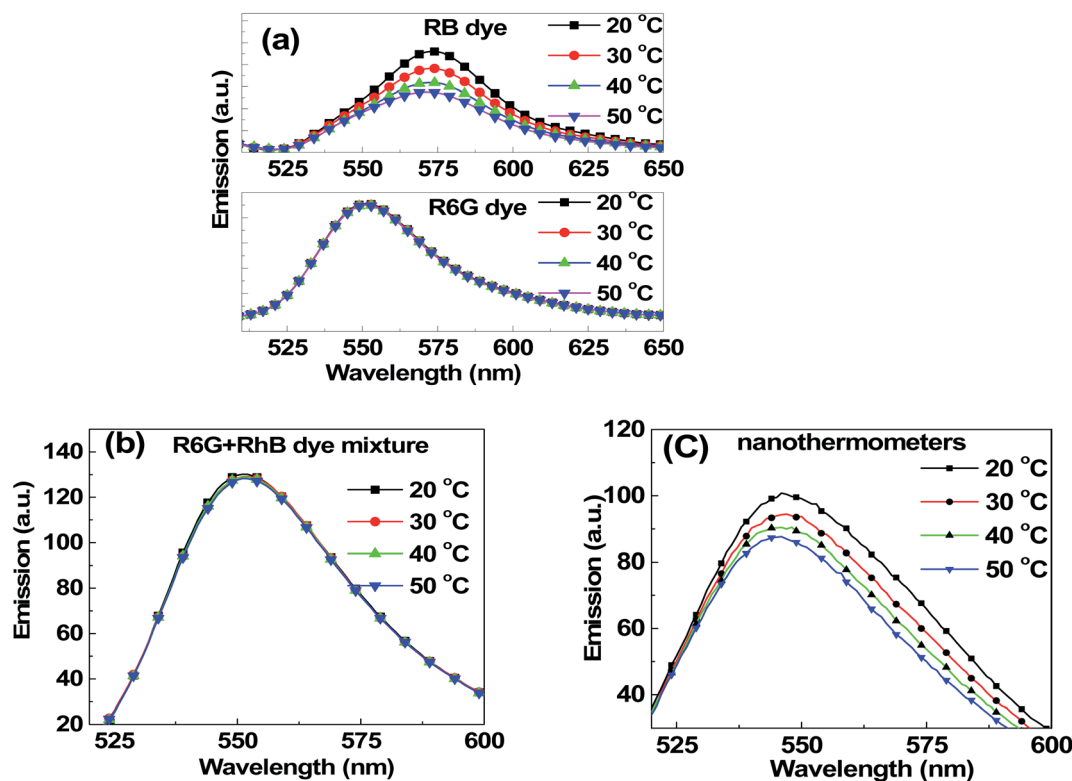 (a)
RB dye
20 °C
30 °C
40 °C
50 °C
525 550 575 600 625 650
R6G dye
20 °C
30 °C
40 °C
50 °C
525 550 575 600 625 650
Wavelength (nm)
Emission (a.u.)
(b)
R6G+RhB dye mixture
20 °C
30 °C
40 °C
50 °C
140
120
100
80
60
40
20
525 550 575 600
Wavelength (nm)
Emission (a.u.)
(C)
nanothermometers
20 °C
30 °C
40 °C
50 °C
120
100
80
60
40
525 550 575 600
Wavelength (nm)
Emission (a.u.)